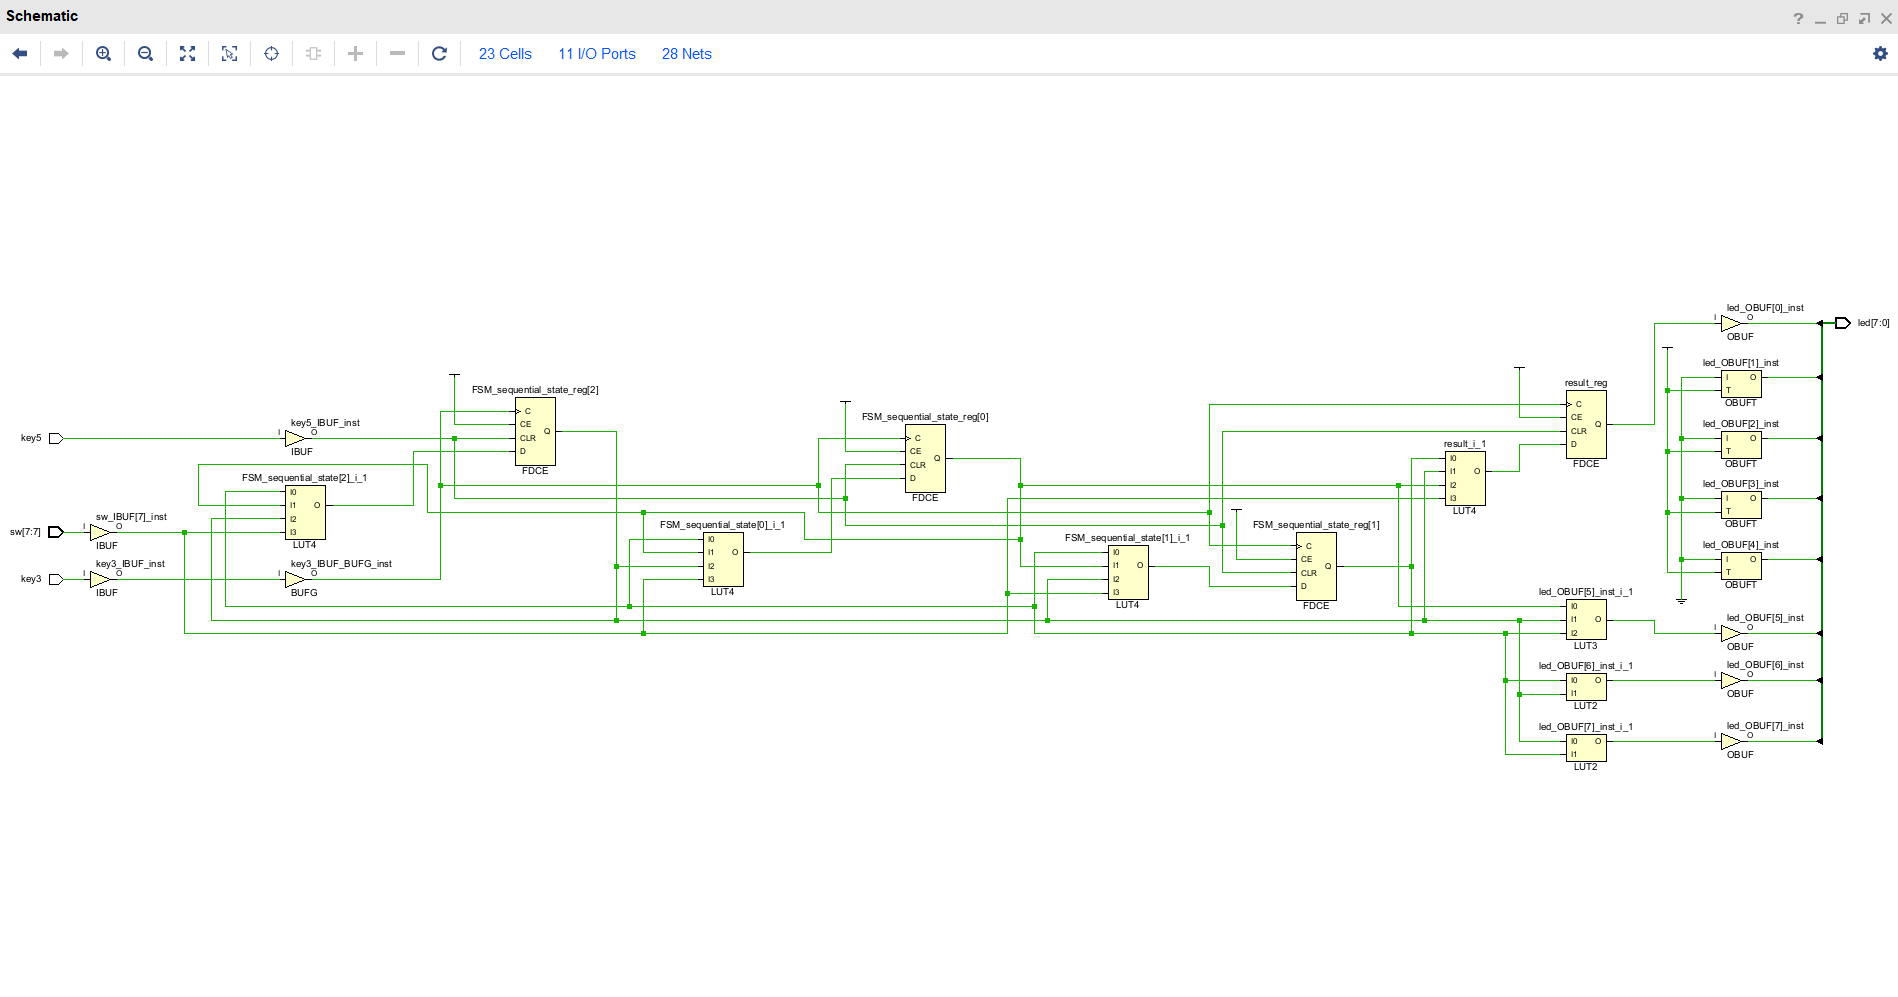 Schematic
23 Cells
11 I/O Ports
28 Nets
key5
I
O
key5_IBUF_inst
IBUF
sw[7:7]
I
O
sw_IBUF[7]_inst
IBUF
key3
I
O
key3_IBUF_inst
IBUF
I
O
key3_IBUF_BUFG_inst
BUFG
FSM_sequential_state[2]_i_1
I0
I1
I2
I3
O
LUT4
FSM_sequential_state_reg[2]
C
CE
CLR
D
Q
FDCE
FSM_sequential_state[0]_i_1
I0
I1
I2
I3
O
LUT4
FSM_sequential_state_reg[0]
C
CE
CLR
D
Q
FDCE
FSM_sequential_state[1]_i_1
I0
I1
I2
I3
O
LUT4
FSM_sequential_state_reg[1]
C
CE
CLR
D
Q
FDCE
result_i_1
I0
I1
I2
I3
O
LUT4
result_reg
C
CE
CLR
D
Q
FDCE
led_OBUF[5]_inst_i_1
I0
I1
I2
O
LUT3
led_OBUF[6]_inst_i_1
I0
I1
O
LUT2
led_OBUF[7]_inst_i_1
I0
I1
O
LUT2
led_OBUF[0]_inst
I
O
OBUF
led_OBUF[1]_inst
I
T
O
OBUFT
led_OBUF[2]_inst
I
T
O
OBUFT
led_OBUF[3]_inst
I
T
O
OBUFT
led_OBUF[4]_inst
I
T
O
OBUFT
led_OBUF[5]_inst
I
O
OBUF
led_OBUF[6]_inst
I
O
OBUF
led_OBUF[7]_inst
I
O
OBUF
led[7:0]